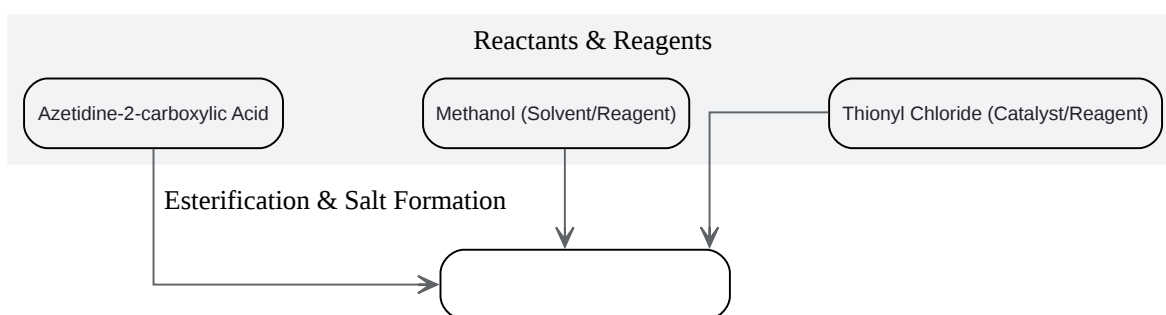 Reactants & Reagents
Azetidine-2-carboxylic Acid
Methanol (Solvent/Reagent)
Thionyl Chloride (Catalyst/Reagent)
Esterification & Salt Formation